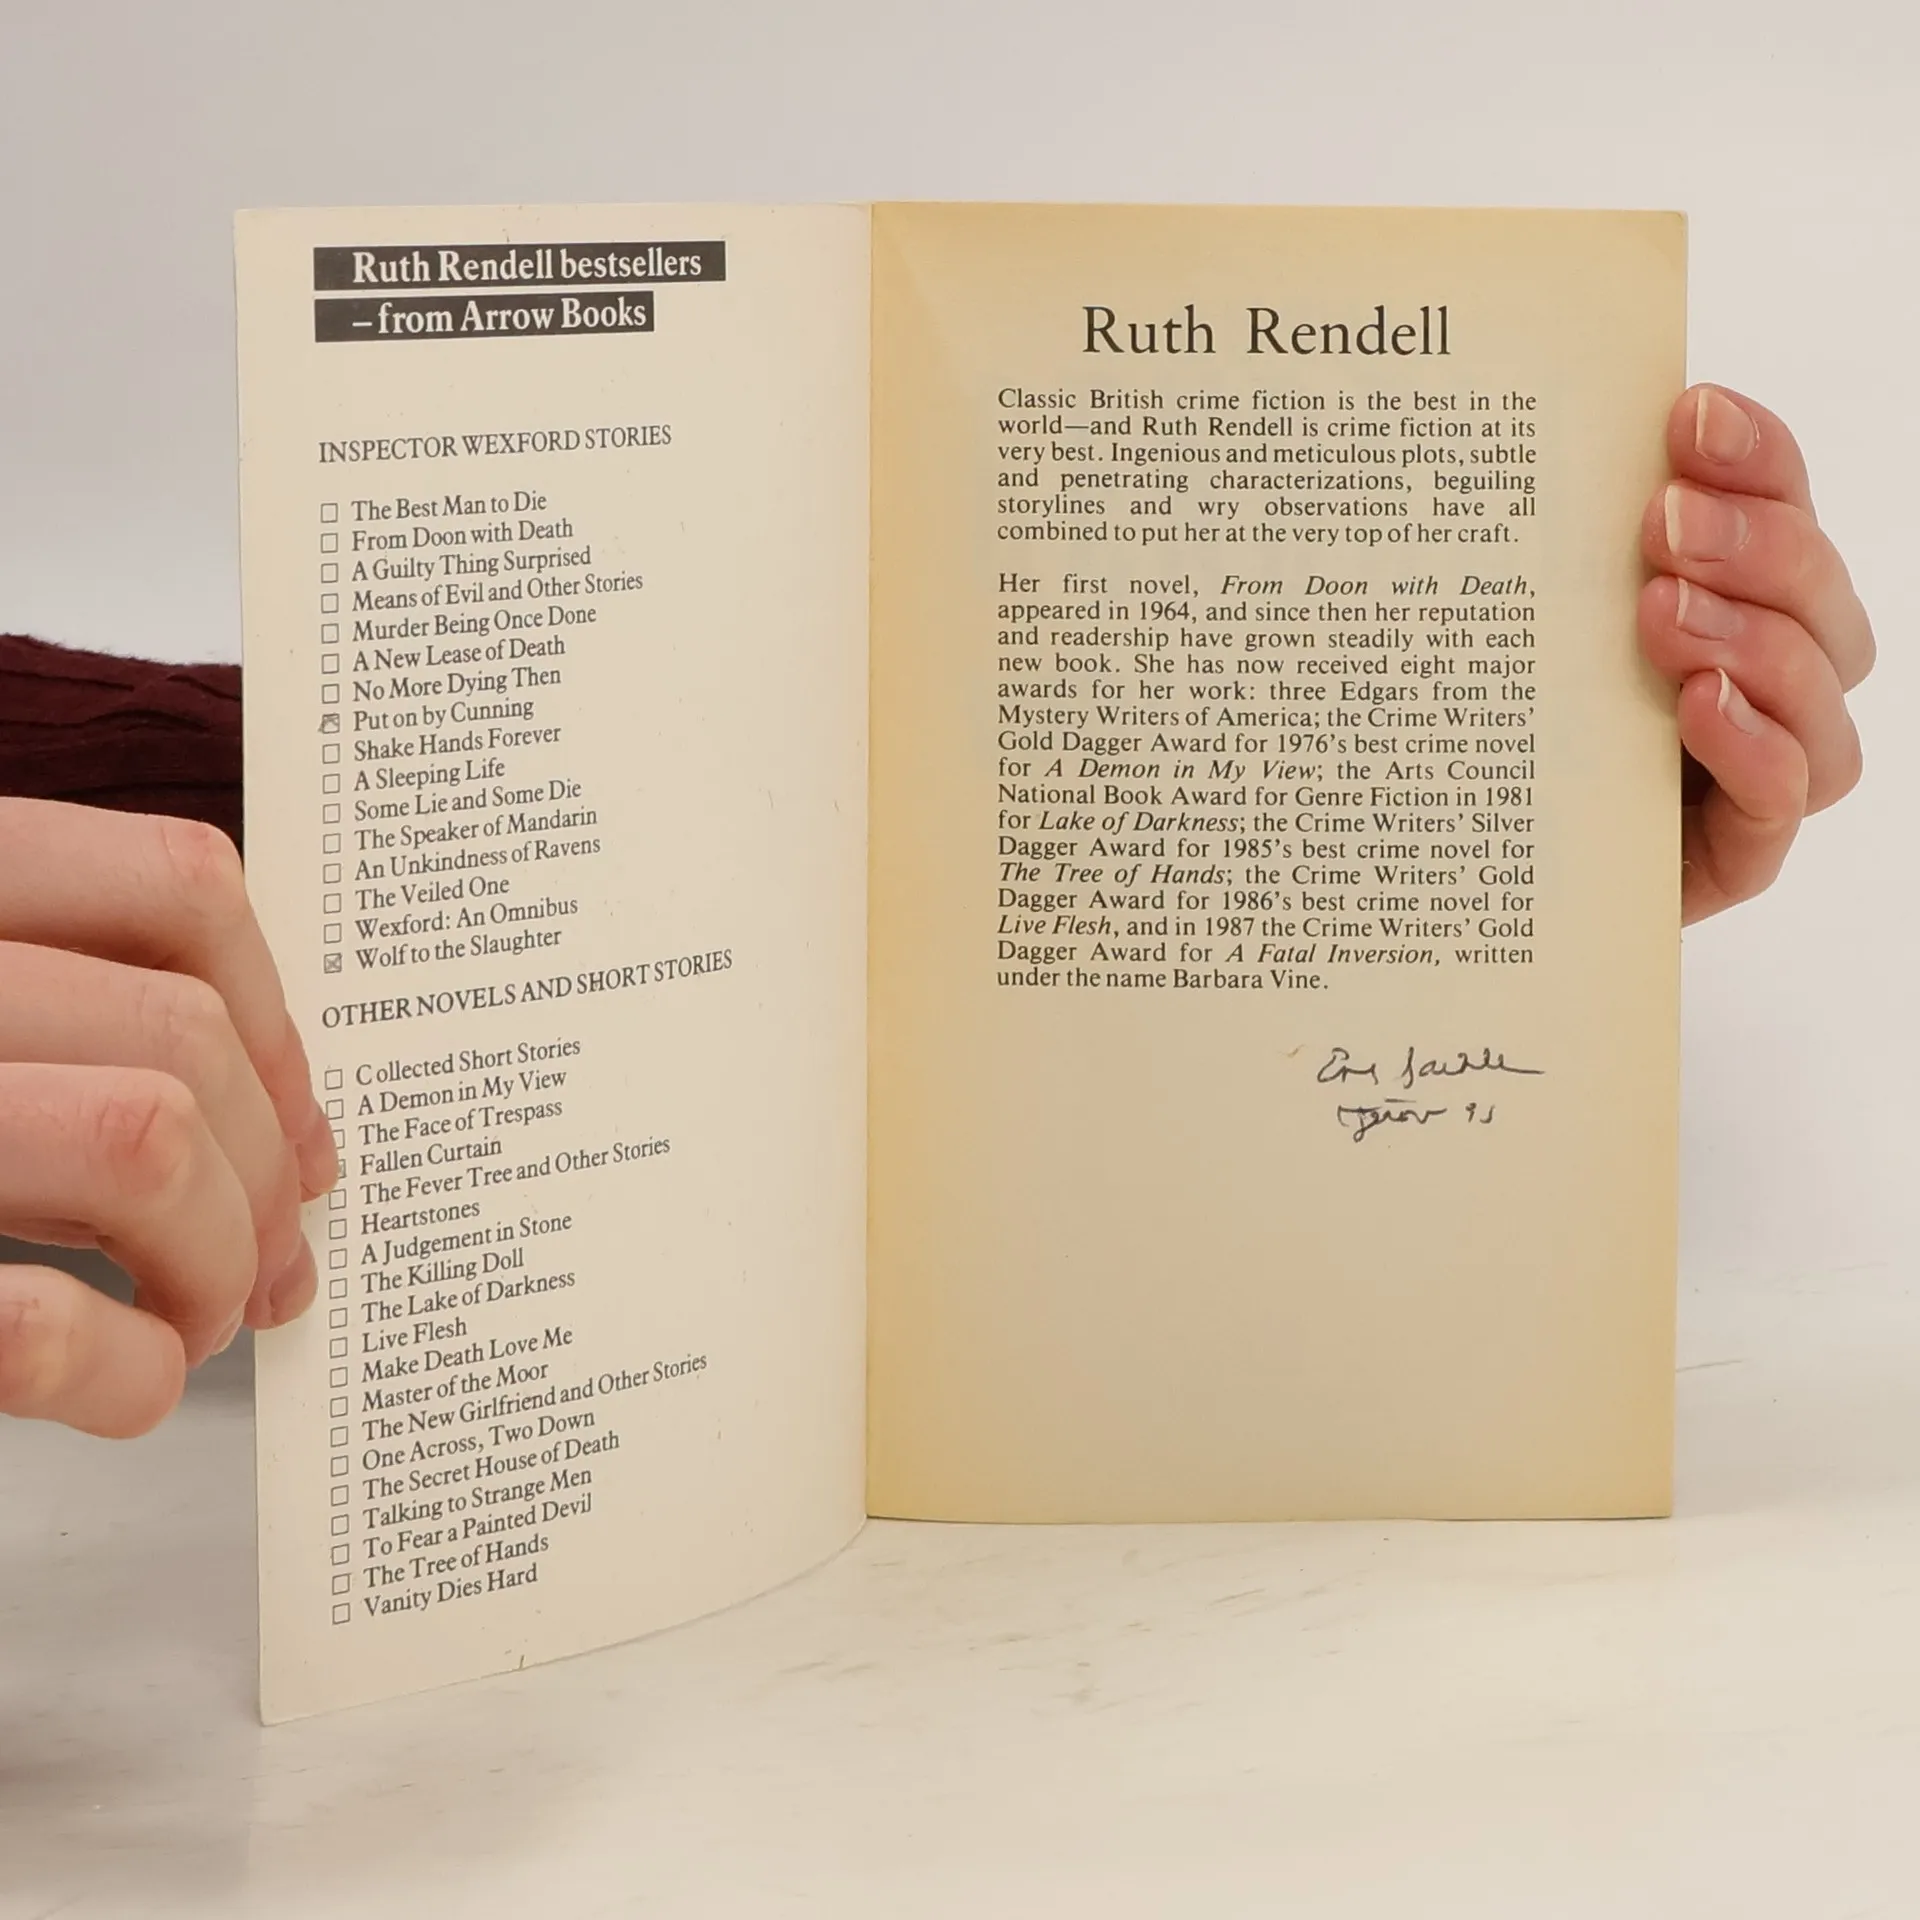 Ruth Rendell bestsellers
– from Arrow Books
INSPECTOR WEXFORD STORIES
The Best Man to Die
From Doon with Death
A Guilty Thing Surprised
Means of Evil and Other Stories
Murder Being Once Done
A New Lease of Death
No More Dying Then
Put on by Cunning
Shake Hands Forever
A Sleeping Life
Some Lie and Some Die
The Speaker of Mandarin
An Unkindness of Ravens
The Veiled One
Wexford: An Omnibus
Wolf to the Slaughter
OTHER NOVELS AND SHORT STORIES
Collected Short Stories
A Demon in My View
The Face of Trespass
Fallen Curtain
The Fever Tree and Other Stories
Heartstones
A Judgement in Stone
The Killing Doll
The Lake of Darkness
Live Flesh
Make Death Love Me
Master of the Moor
The New Girlfriend and Other Stories
One Across, Two Down
The Secret House of Death
Talking to Strange Men
To Fear a Painted Devil
The Tree of Hands
Vanity Dies Hard
Ruth Rendell
Classic British crime fiction is the best in the
world—and Ruth Rendell is crime fiction at its
very best. Ingenious and meticulous plots, subtle
and penetrating characterizations, beguiling
storylines and wry observations have all
combined to put her at the very top of her craft.
Her first novel, From Doon with Death,
appeared in 1964, and since then her reputation
and readership have grown steadily with each
new book. She has now received eight major
awards for her work: three Edgars from the
Mystery Writers of America; the Crime Writers'
Gold Dagger Award for 1976's best crime novel
for A Demon in My View; the Arts Council
National Book Award for Genre Fiction in 1981
for Lake of Darkness; the Crime Writers' Silver
Dagger Award for 1985's best crime novel for
The Tree of Hands; the Crime Writers' Gold
Dagger Award for 1986's best crime novel for
Live Flesh, and in 1987 the Crime Writers' Gold
Dagger Award for A Fatal Inversion, written
under the name Barbara Vine.